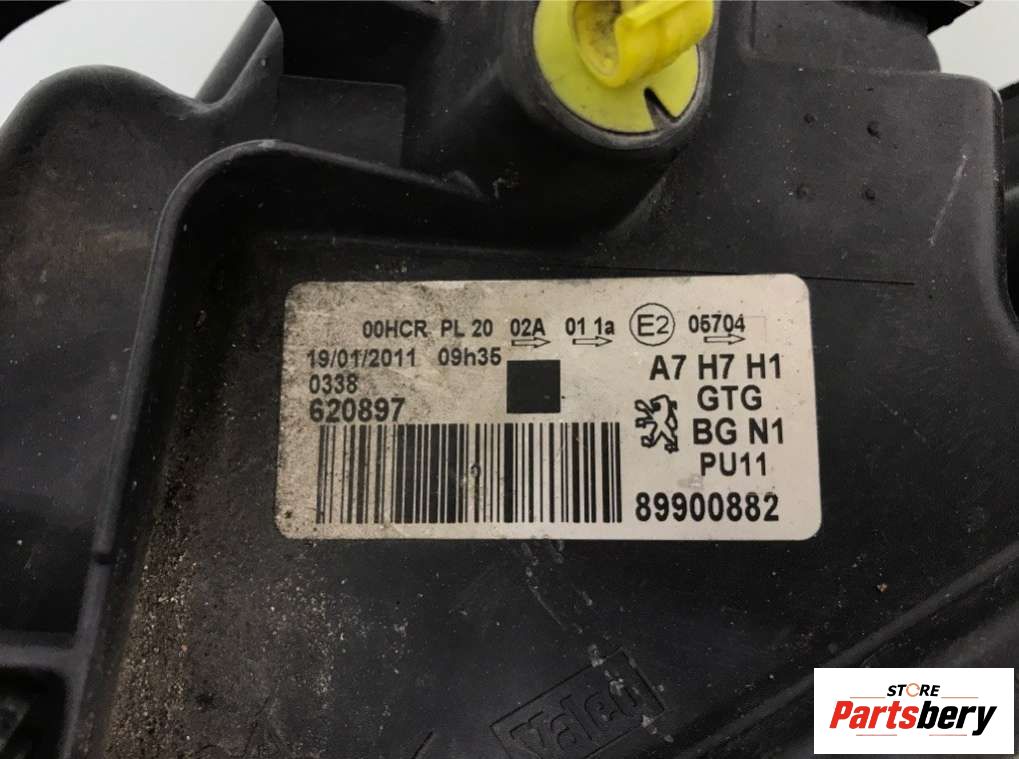 00HCR PL 20 02A 01 1a E2 05704
19/01/2011 09h35
0338
620897
A7 H7 H1
GTG
BG N1
PU11
89900882
Valeo
STORE
Partsbery